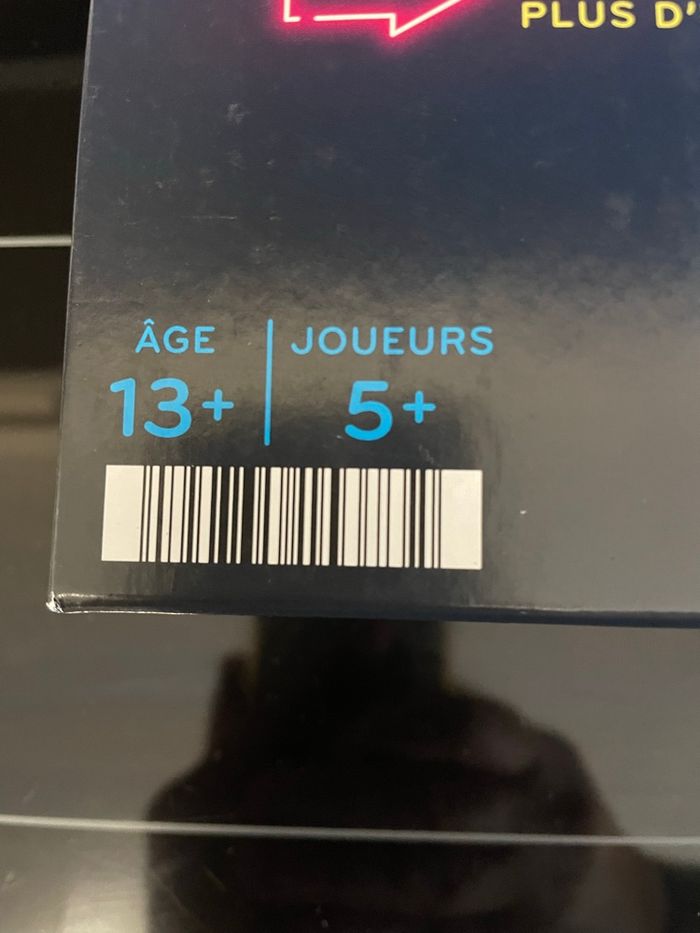 PLUS D'
ÂGE
13+
JOUEURS
5+